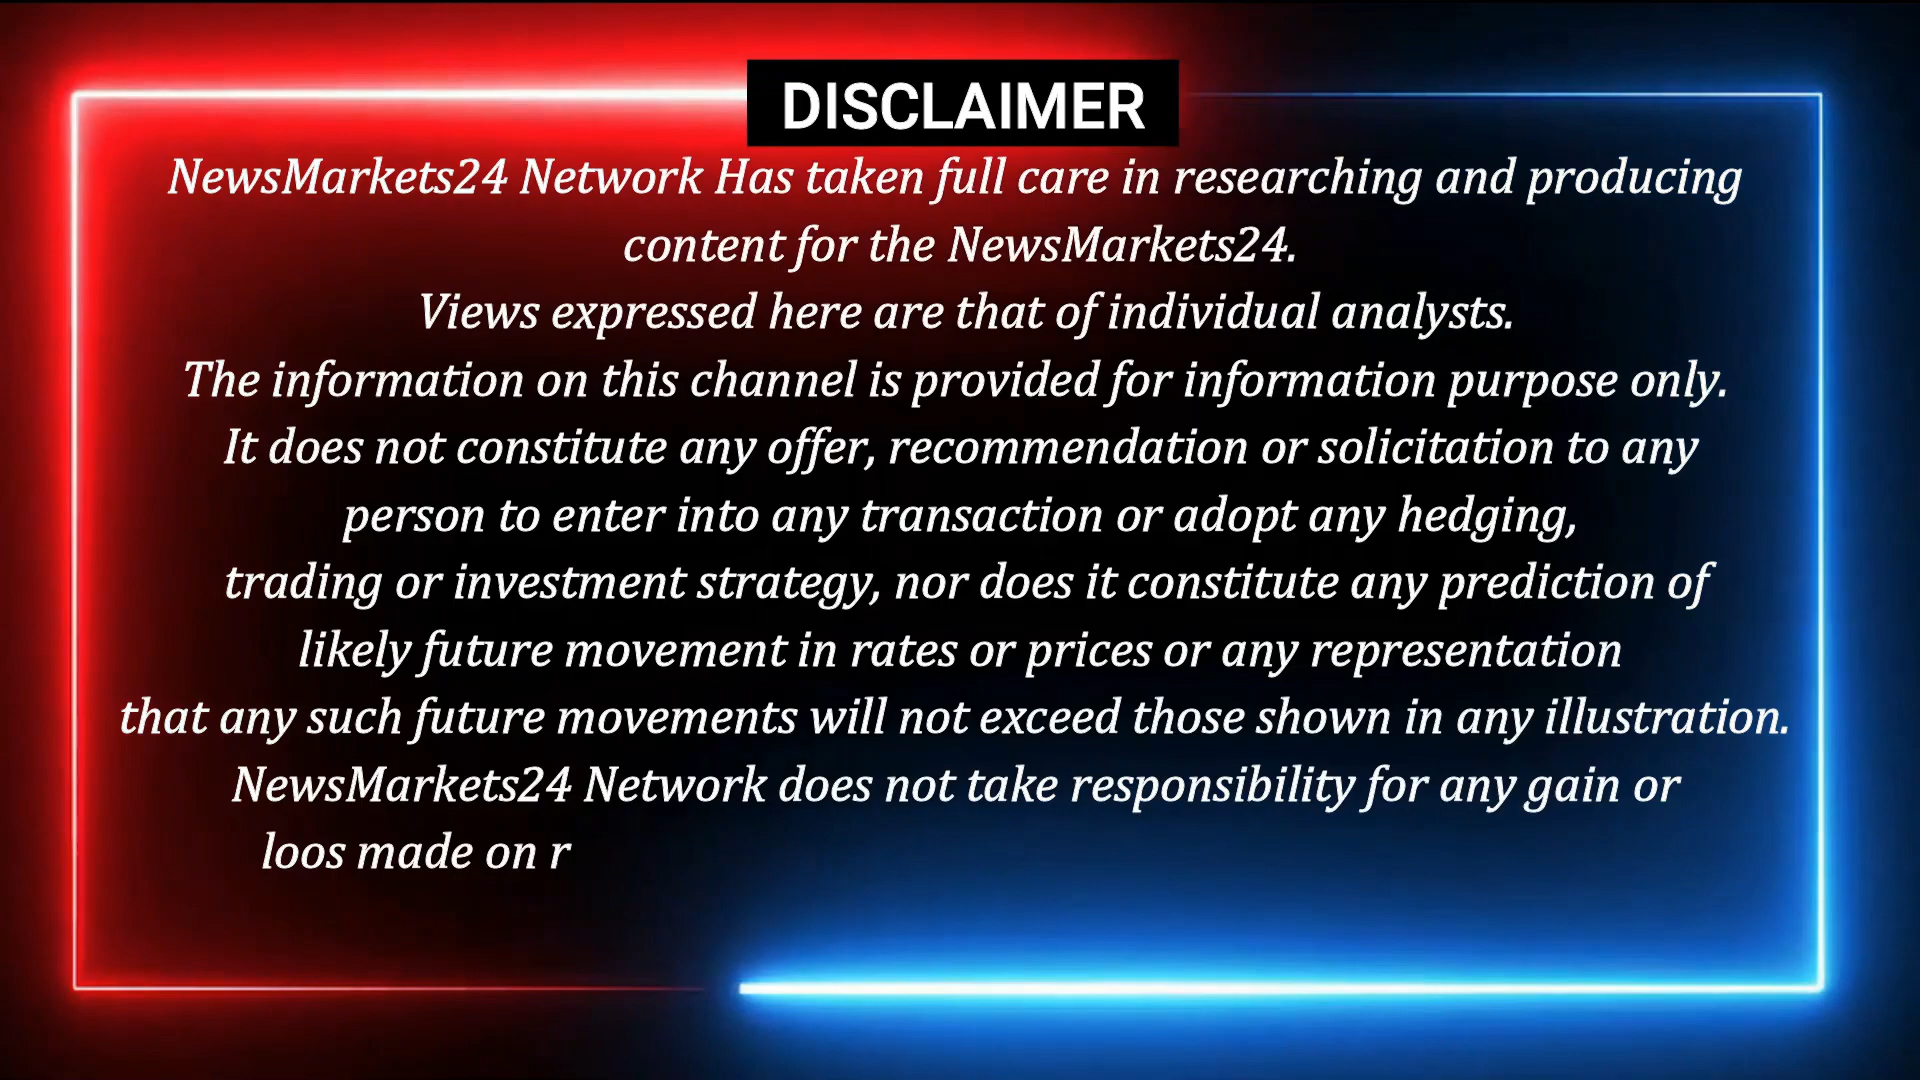 DISCLAIMER
NewsMarkets24 Network Has taken full care in researching and producing
content for the NewsMarkets24.
Views expressed here are that of individual analysts.
The information on this channel is provided for information purpose only.
It does not constitute any offer, recommendation or solicitation to any
person to enter into any transaction or adopt any hedging,
trading or investment strategy, nor does it constitute any prediction of
likely future movement in rates or prices or any representation
that any such future movements will not exceed those shown in any illustration.
NewsMarkets24 Network does not take responsibility for any gain or
loos made on r